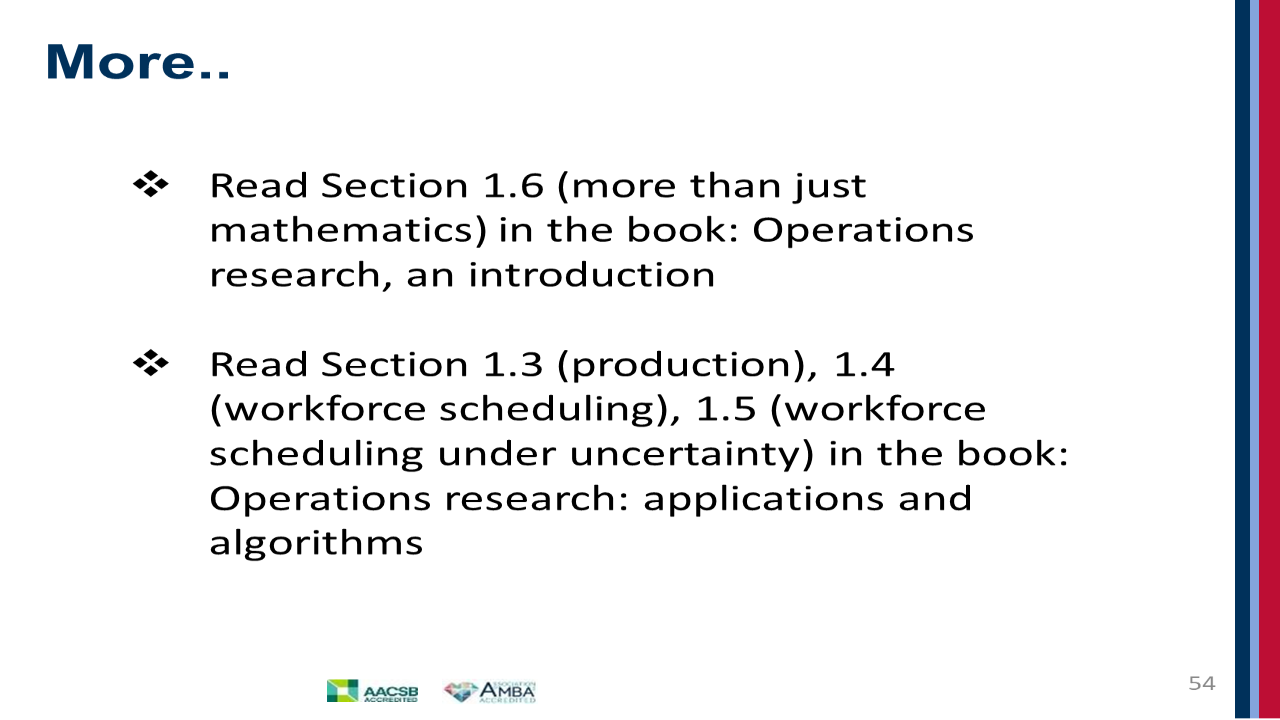 More..
❖ Read Section 1.6 (more than just
mathematics) in the book: Operations
research, an introduction
❖ Read Section 1.3 (production), 1.4
(workforce scheduling), 1.5 (workforce
scheduling under uncertainty) in the book:
Operations research: applications and
algorithms
AACSB
ACCREDITED
ASSOCIATION
AMBA
ACCREDITED
54